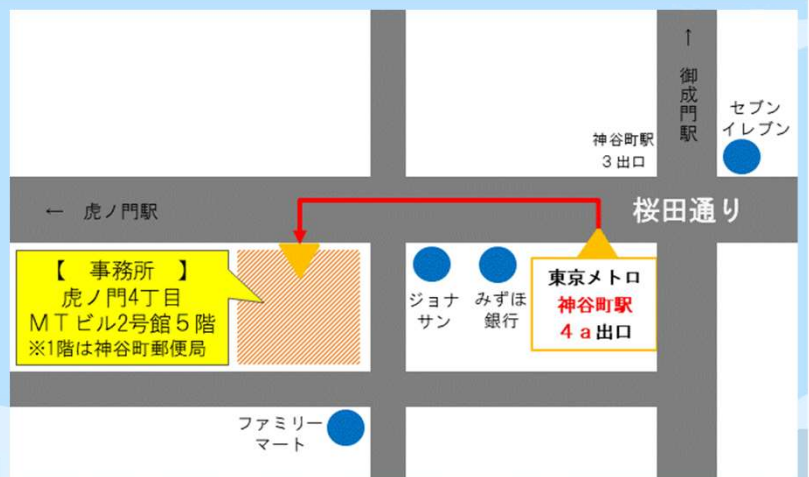 ↑ 御成門駅
セブン
イレブン
神谷町駅
３出口
← 虎ノ門駅
桜田通り
【 事務所 】
虎ノ門4丁目
ＭＴビル2号館５階
※1階は神谷町郵便局
ジョナ
サン
みずほ
銀行
東京メトロ
神谷町駅
４ａ出口
ファミリー
マート